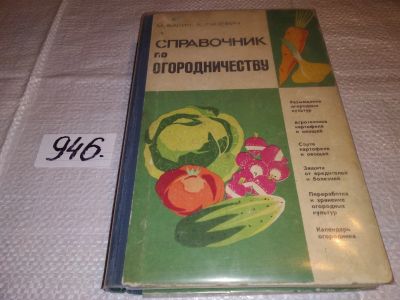 СПРАВОЧНИК
по
ОГОРОДНИЧЕСТВУ
946.
Размещение
огородных
культур
Агротехника
картофеля
и овощей
Сорта
картофеля
и овощей
Защита
от вредителей
и болезней
Переработка
и хранение
огородных
культур
Календарь
огородника